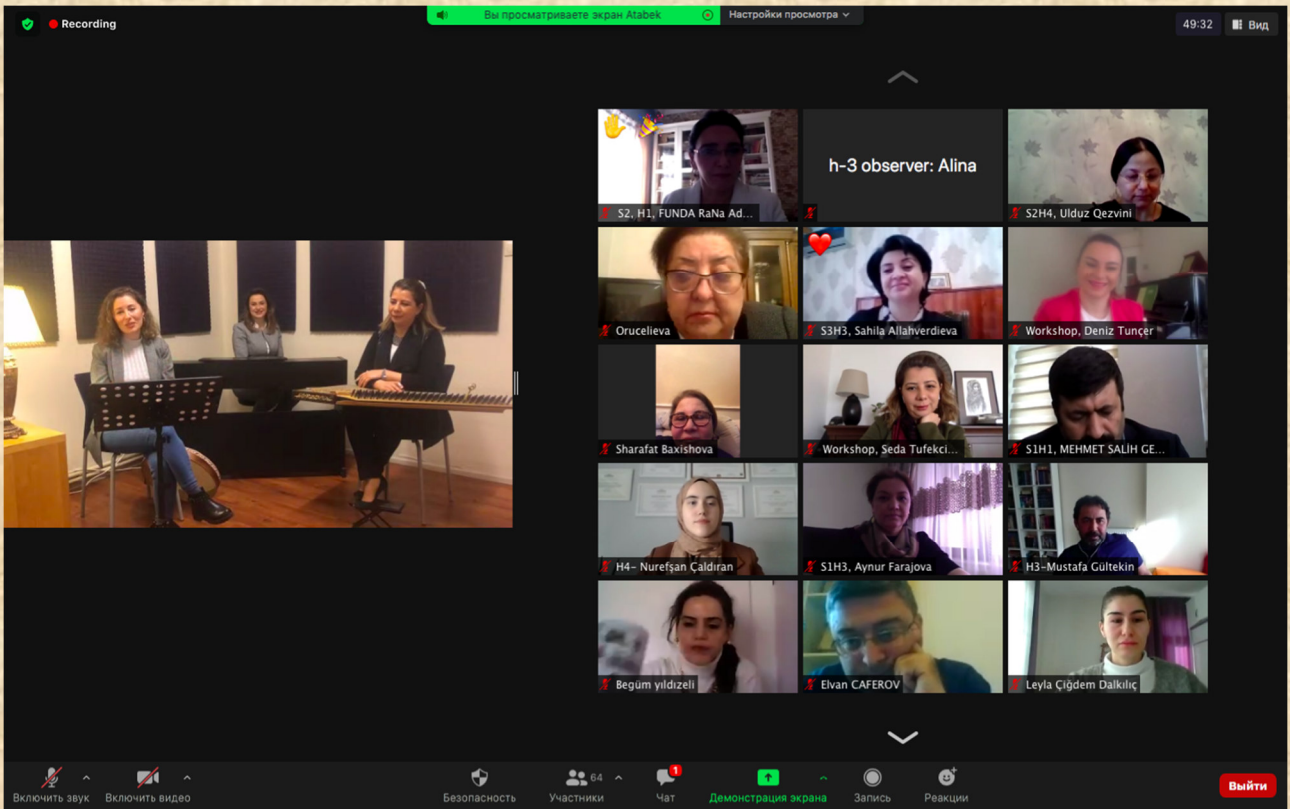 Recording
Вы просматриваете экран Atabek
Настройки просмотра
49:32
Вид
S2, H1, FUNDA RaNa Ad...
h-3 observer: Alina
S2H4, Ulduz Qezvini
Orucelieva
S3H3, Sahila Allahverdieva
Workshop, Deniz Tunçer
Sharafat Baxishova
Workshop, Seda Tufekci...
S1H1, MEHMET SALİH GE...
H4- Nurefşan Çaldıran
S1H3, Aynur Farajova
H3-Mustafa Gültekin
Begüm yıldızeli
Elvan CAFEROV
Leyla Çiğdem Dalkılıç
Включить звук
Включить видео
Безопасность
64
Участники
1
Чат
Демонстрация экрана
Запись
Реакции
Выйти